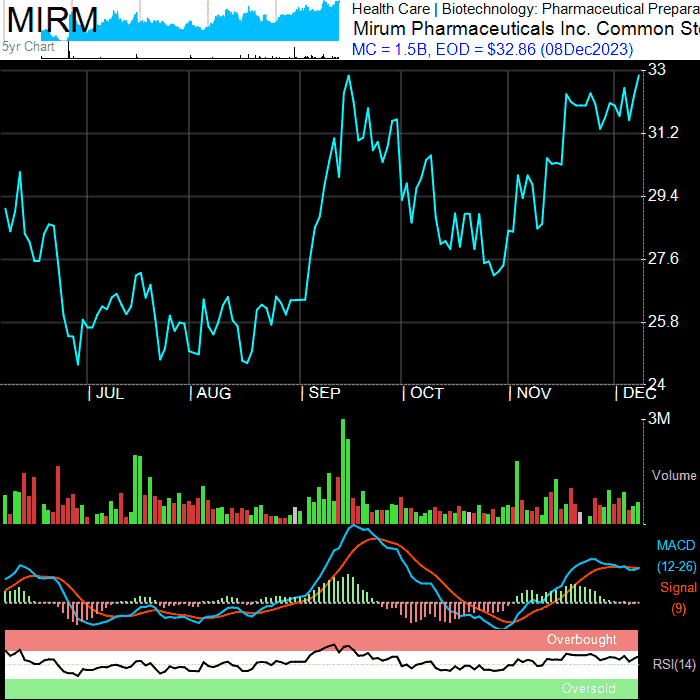 MIRM
5yr Chart
Health Care | Biotechnology: Pharmaceutical Prepara
Mirum Pharmaceuticals Inc. Common Sto
MC = 1.5B, EOD = $32.86 (08Dec2023)
33
31.2
29.4
27.6
25.8
24
| JUL | AUG | SEP | OCT | NOV | DEC
3M
Volume
MACD
(12-26)
Signal
(9)
Overbought
RSI(14)
Oversold